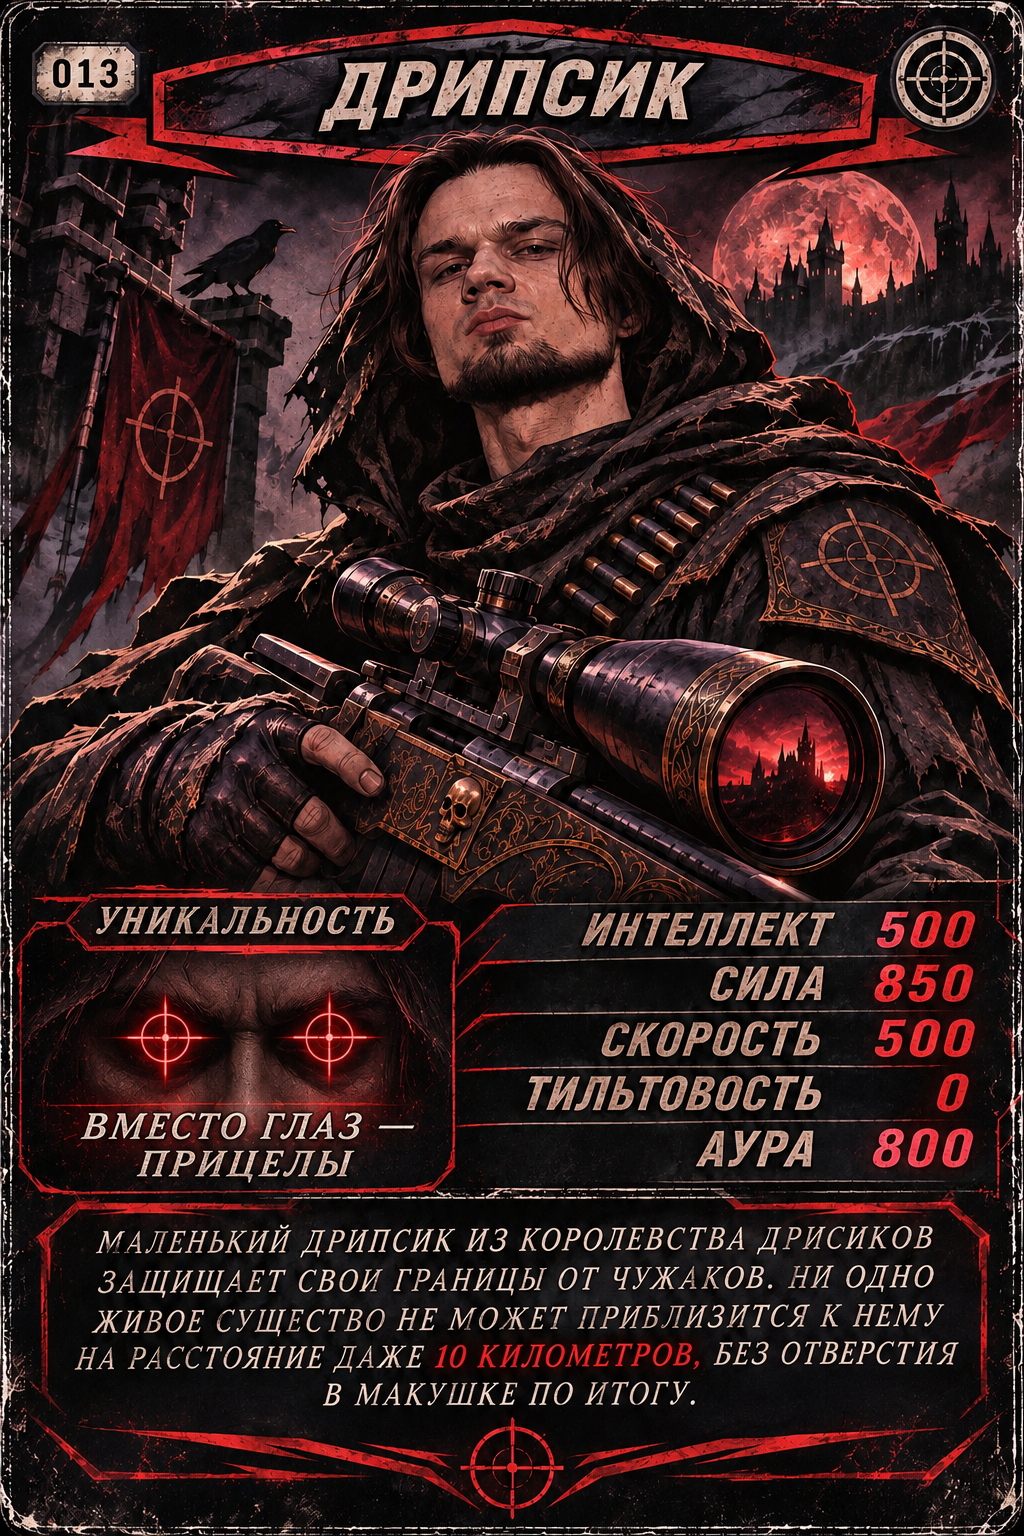 013
ДРИПСИК
УНИКАЛЬНОСТЬ
ВМЕСТО ГЛАЗ —
ПРИЦЕЛЫ
ИНТЕЛЛЕКТ 500
СИЛА 850
СКОРОСТЬ 500
ТИЛЬТОВОСТЬ 0
АУРА 800
МАЛЕНЬКИЙ ДРИПСИК ИЗ КОРОЛЕВСТВА ДРИСИКОВ
ЗАЩИЩАЕТ СВОИ ГРАНИЦЫ ОТ ЧУЖАКОВ. НИ ОДНО
ЖИВОЕ СУЩЕСТВО НЕ МОЖЕТ ПРИБЛИЗИТСЯ К НЕМУ
НА РАССТОЯНИЕ ДАЖЕ 10 КИЛОМЕТРОВ, БЕЗ ОТВЕРСТИЯ
В МАКУШКЕ ПО ИТОГУ.